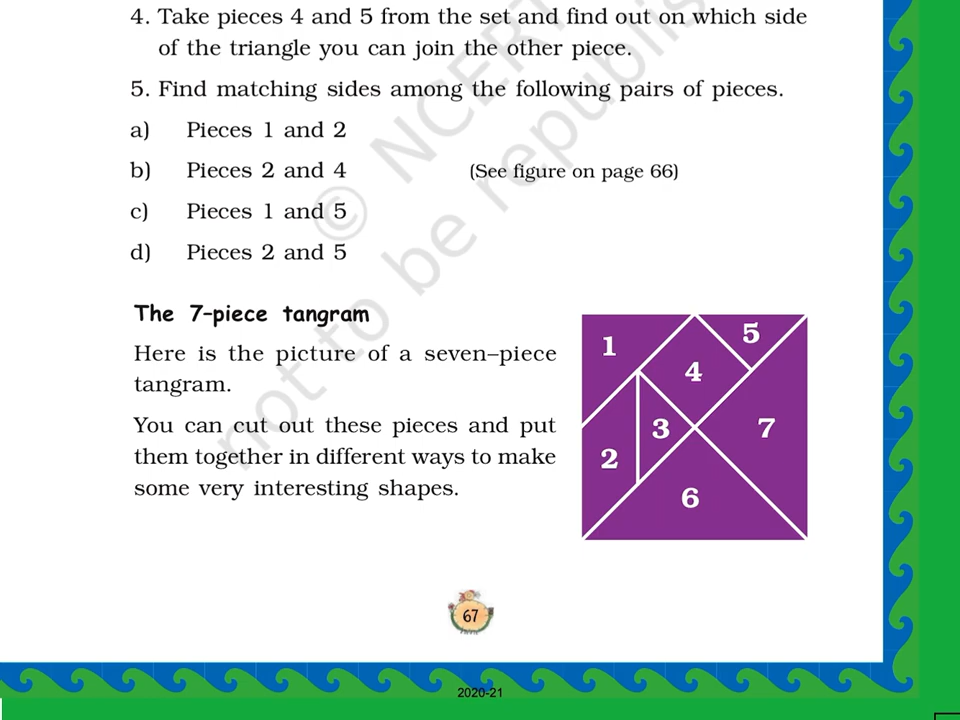 4. Take pieces 4 and 5 from the set and find out on which side
of the triangle you can join the other piece.
5. Find matching sides among the following pairs of pieces.
a) Pieces 1 and 2
b) Pieces 2 and 4 (See figure on page 66)
c) Pieces 1 and 5
d) Pieces 2 and 5
The 7–piece tangram
Here is the picture of a seven–piece
tangram.
You can cut out these pieces and put
them together in different ways to make
some very interesting shapes.
1
5
4
3
7
2
6
67
2020-21
© NCERT
not to be republis